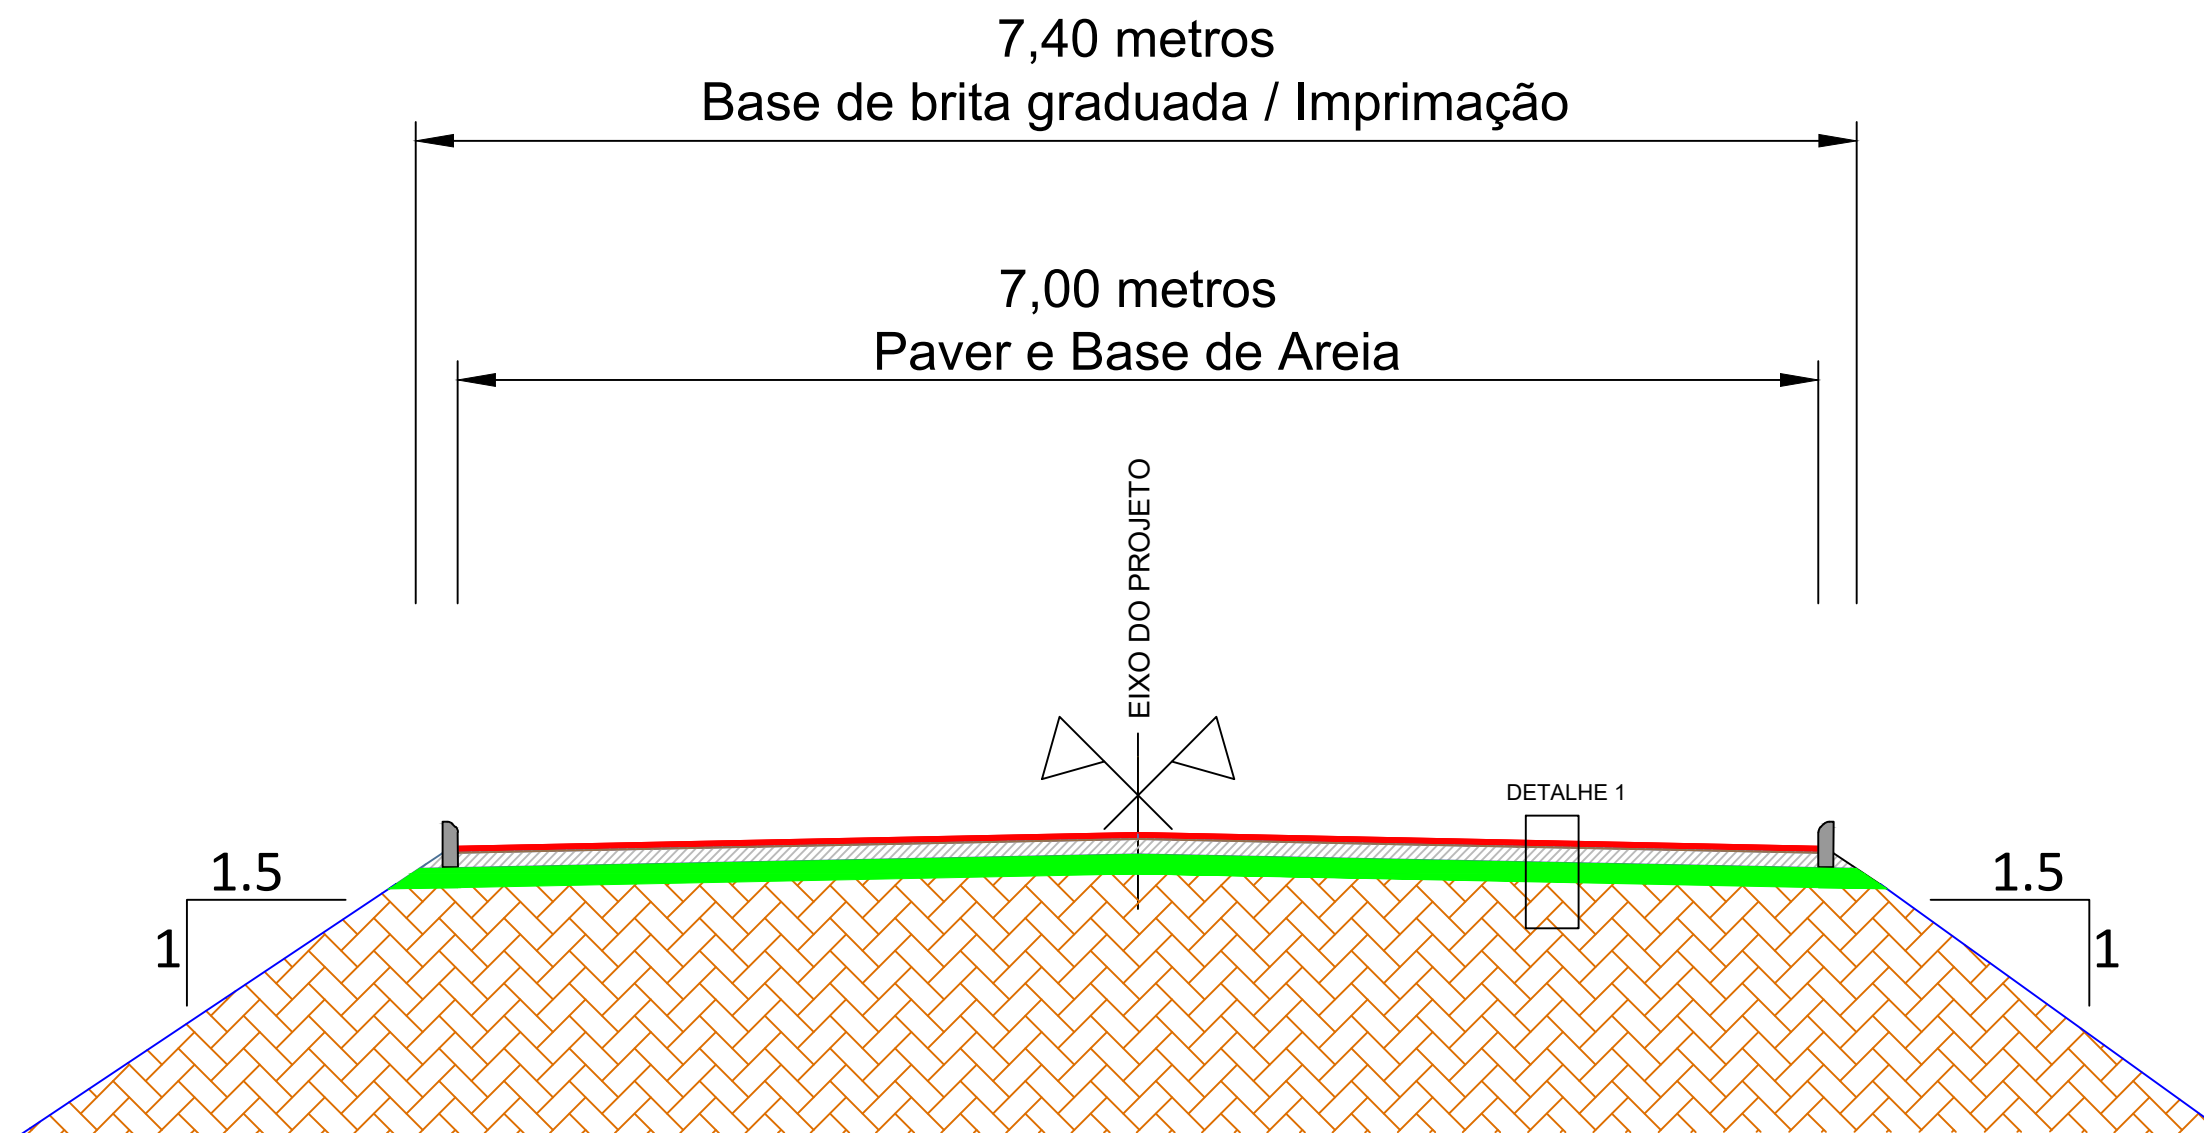 7,40 metros
Base de brita graduada / Imprimação
7,00 metros
Paver e Base de Areia
EIXO DO PROJETO
DETALHE 1
1.5
1
1.5
1